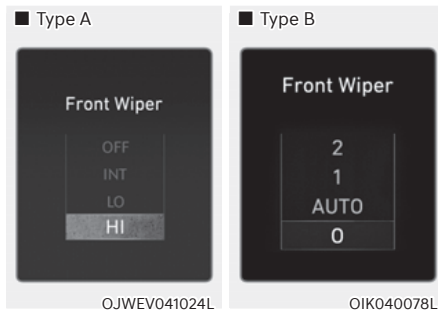 ■ Type A
Front Wiper
OFF
INT
LO
HI
OJWEV041024L
■ Type B
Front Wiper
2
1
AUTO
0
OIK040078L